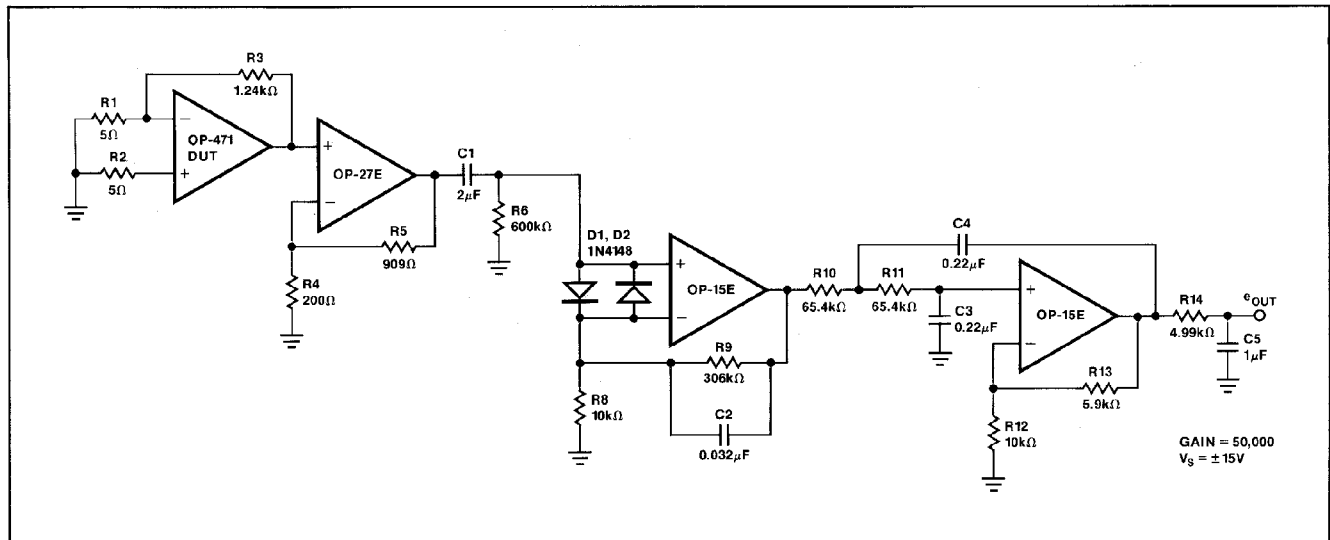 R3
1.24kΩ
R1
5Ω
−
OP-471
DUT
+
R2
5Ω
+
OP-27E
−
C1
2μF
R6
600kΩ
R5
909Ω
R4
200Ω
D1, D2
1N4148
+
OP-15E
−
R9
306kΩ
R8
10kΩ
C2
0.032μF
C4
0.22μF
R10
65.4kΩ
R11
65.4kΩ
C3
0.22μF
+
OP-15E
−
R14
4.99kΩ
eOUT
C5
1μF
R13
5.9kΩ
R12
10kΩ
GAIN = 50,000
VS = ±15V